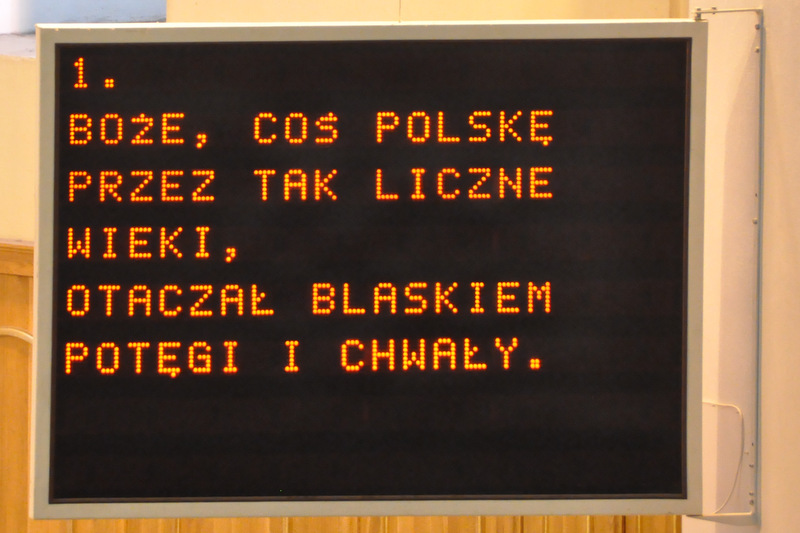 1.
BOŻE, COŚ POLSKĘ
PRZEZ TAK LICZNE
WIEKI,
OTACZAŁ BLASKIEM
POTĘGI I CHWAŁY.